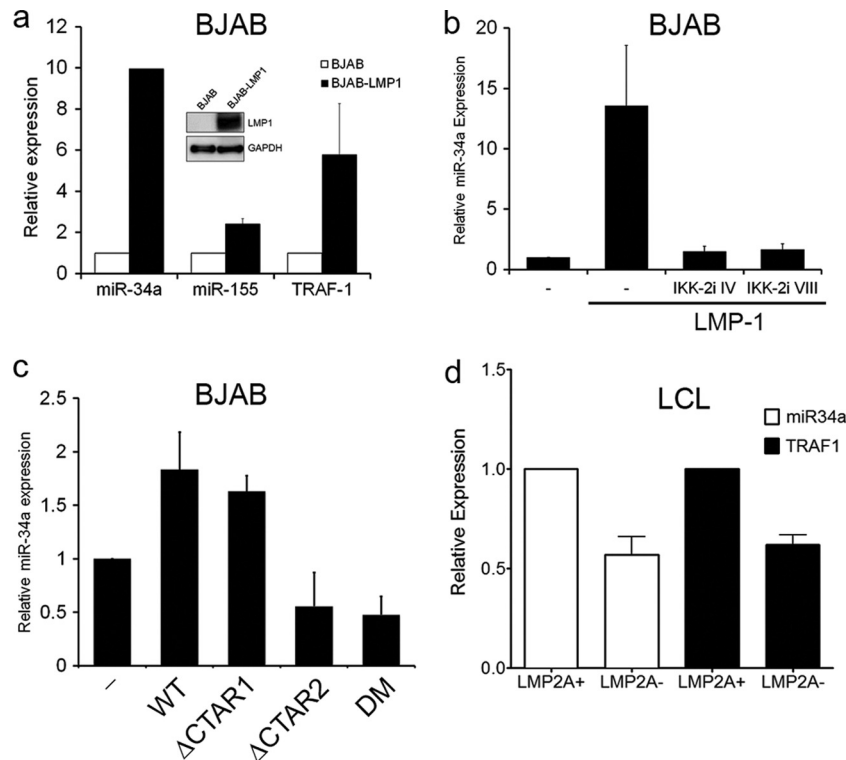 a
BJAB
12
10
8
6
4
2
0
Relative expression
BJAB
BJAB-LMP1
BJAB
BJAB-LMP1
LMP1
GAPDH
miR-34a miR-155 TRAF-1
b
BJAB
20
15
10
5
0
Relative miR-34a Expression
- - IKK-2i IV IKK-2i VIII
LMP-1
c
BJAB
2.5
2
1.5
1
0.5
0
Relative miR-34a expression
– WT ΔCTAR1 ΔCTAR2 DM
d
LCL
miR34a
TRAF1
1.5
1.0
0.5
0.0
Relative Expression
LMP2A+ LMP2A- LMP2A+ LMP2A-